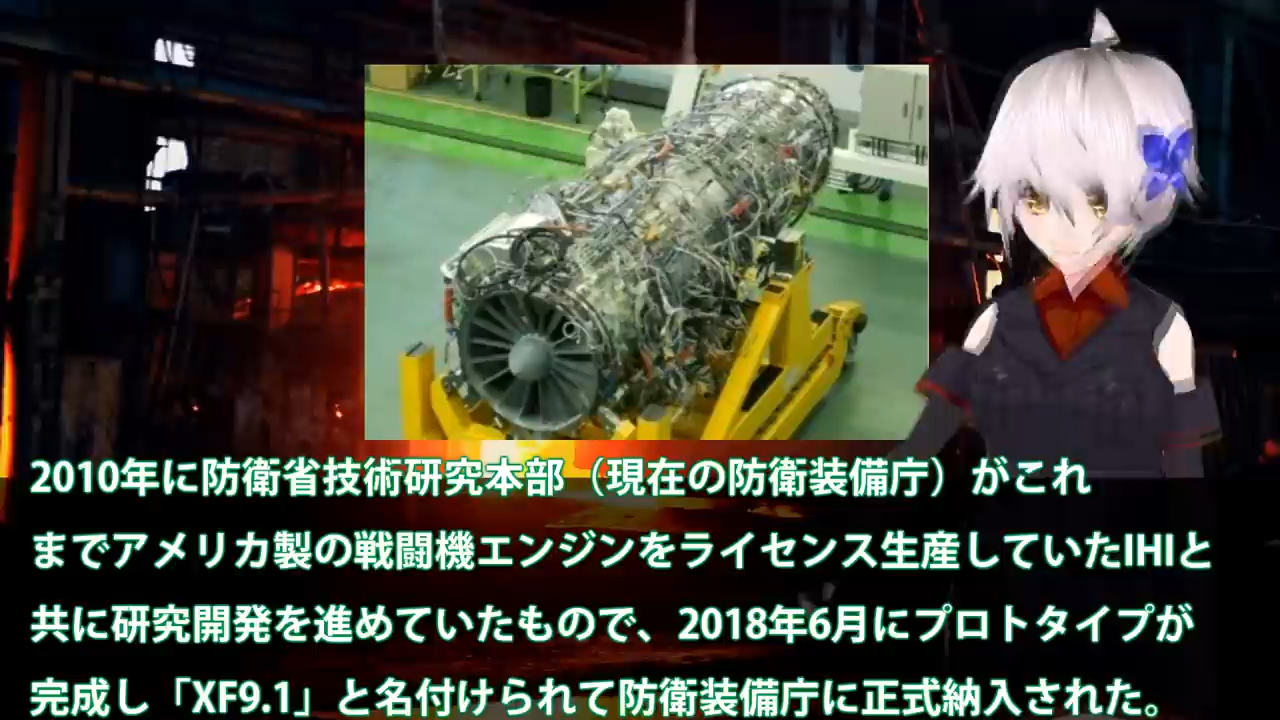 2010年に防衛省技術研究本部（現在の防衛装備庁）がこれ
までアメリカ製の戦闘機エンジンをライセンス生産していたIHIと
共に研究開発を進めていたもので、2018年6月にプロトタイプが
完成し「XF9.1」と名付けられて防衛装備庁に正式納入された。